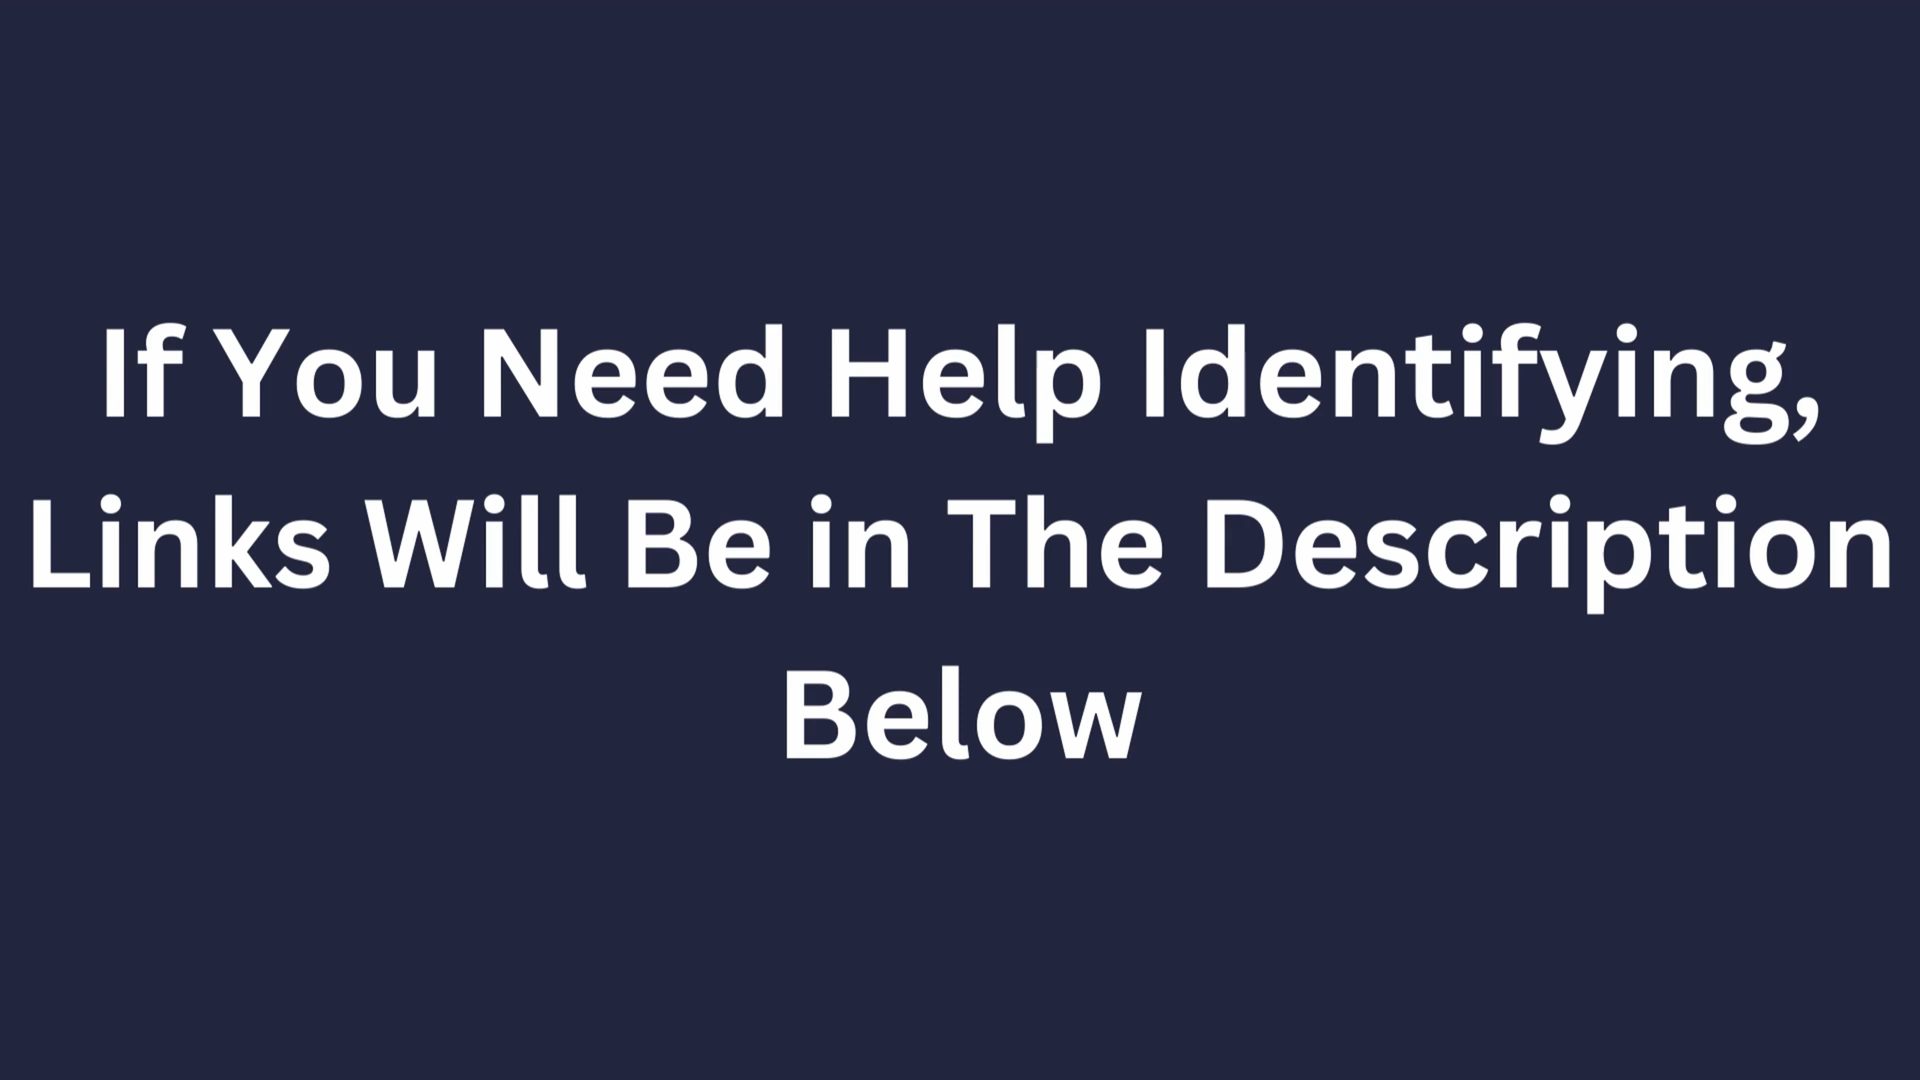 If You Need Help Identifying,
Links Will Be in The Description
Below